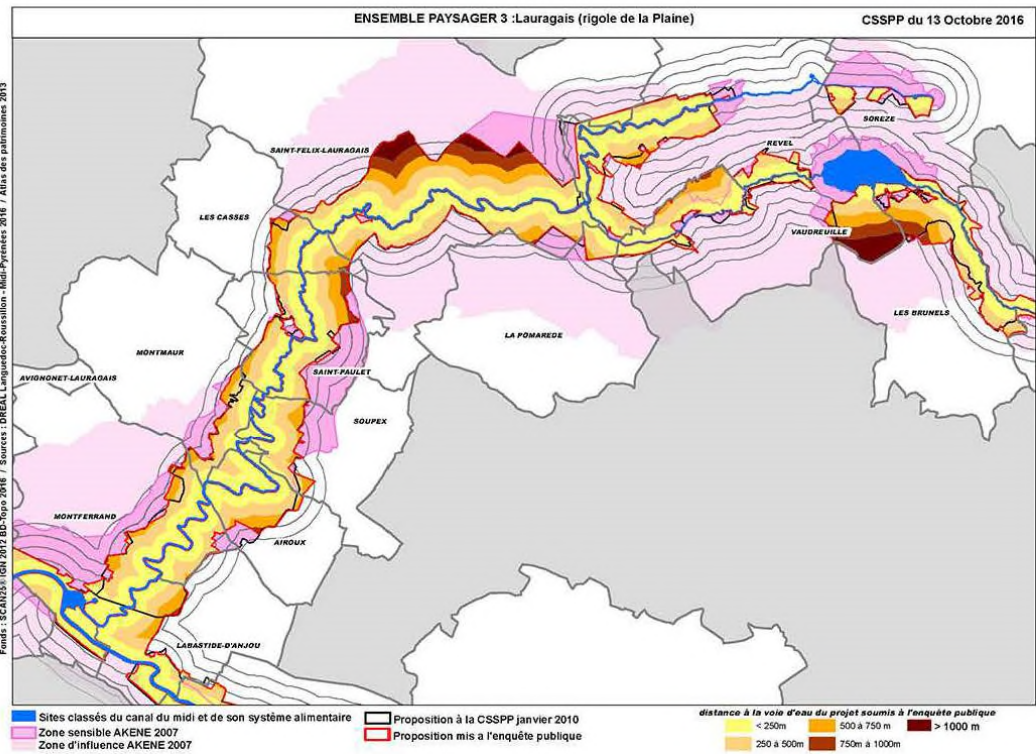 ENSEMBLE PAYSAGER 3 :Lauragais (rigole de la Plaine)
CSSPP du 13 Octobre 2016
Fonds : SCAN25® IGN 2012 BD-Topo 2016 / Sources : DREAL Languedoc-Roussillon - Midi-Pyrénées 2016 / Atlas des patrimoines 2013
SOREZE
SAINT-FELIX-LAURAGAIS
REVEL
LES CASSES
VAUDREUILLE
LES BRUNELS
LA POMAREDE
MONTMAUR
SAINT-PAULET
AVIGNONET-LAURAGAIS
SOUPEX
MONTFERRAND
AIROUX
LABASTIDE-D'ANJOU
Sites classés du canal du midi et de son système alimentaire
Zone sensible AKENE 2007
Zone d'influence AKENE 2007
Proposition à la CSSPP janvier 2010
Proposition mis a l'enquête publique
distance à la voie d'eau du projet soumis à l'enquête publique
< 250m
500 à 750 m
> 1000 m
250 à 500m
750m à 1000m